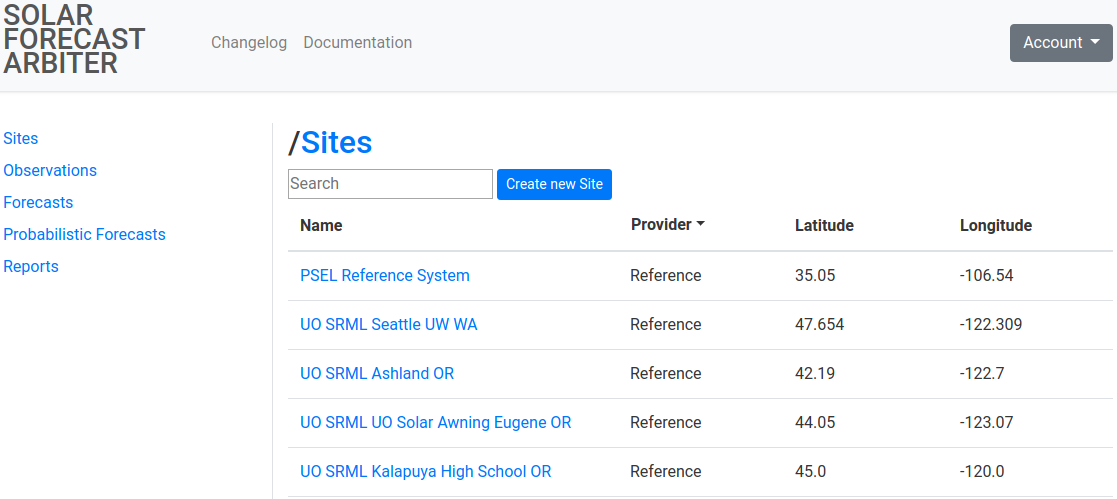 SOLAR
FORECAST
ARBITER
Changelog Documentation
Account
Sites
Observations
Forecasts
Probabilistic Forecasts
Reports
/Sites
Search Create new Site
Name Provider Latitude Longitude
PSEL Reference System Reference 35.05 -106.54
UO SRML Seattle UW WA Reference 47.654 -122.309
UO SRML Ashland OR Reference 42.19 -122.7
UO SRML UO Solar Awning Eugene OR Reference 44.05 -123.07
UO SRML Kalapuya High School OR Reference 45.0 -120.0